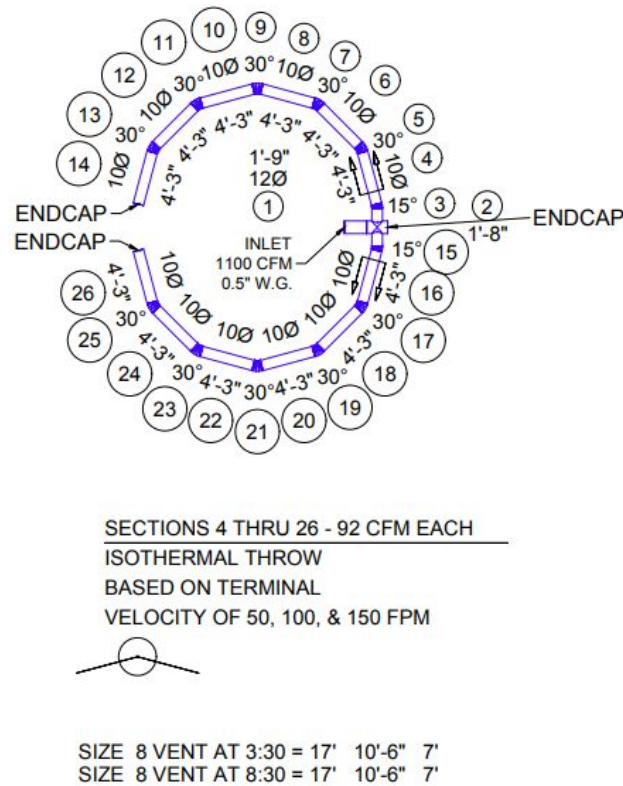 9
10
8
11
7
12
6
13
5
14
4
10Ø
30°
10Ø
30°
10Ø
30°
10Ø
30°
10Ø
30°
10Ø
4'-3"
4'-3"
4'-3"
4'-3"
4'-3"
4'-3"
1'-9"
12Ø
1
ENDCAP
ENDCAP
INLET
1100 CFM
0.5" W.G.
15°
3
2
1'-8"
ENDCAP
15°
15
10Ø
10Ø
10Ø
10Ø
10Ø
10Ø
4'-3"
30°
4'-3"
30°
4'-3"
30°
4'-3"
30°
4'-3"
30°
4'-3"
26
16
25
17
24
18
23
19
22
20
21
SECTIONS 4 THRU 26 - 92 CFM EACH
ISOTHERMAL THROW
BASED ON TERMINAL
VELOCITY OF 50, 100, & 150 FPM
SIZE 8 VENT AT 3:30 = 17' 10'-6" 7'
SIZE 8 VENT AT 8:30 = 17' 10'-6" 7'